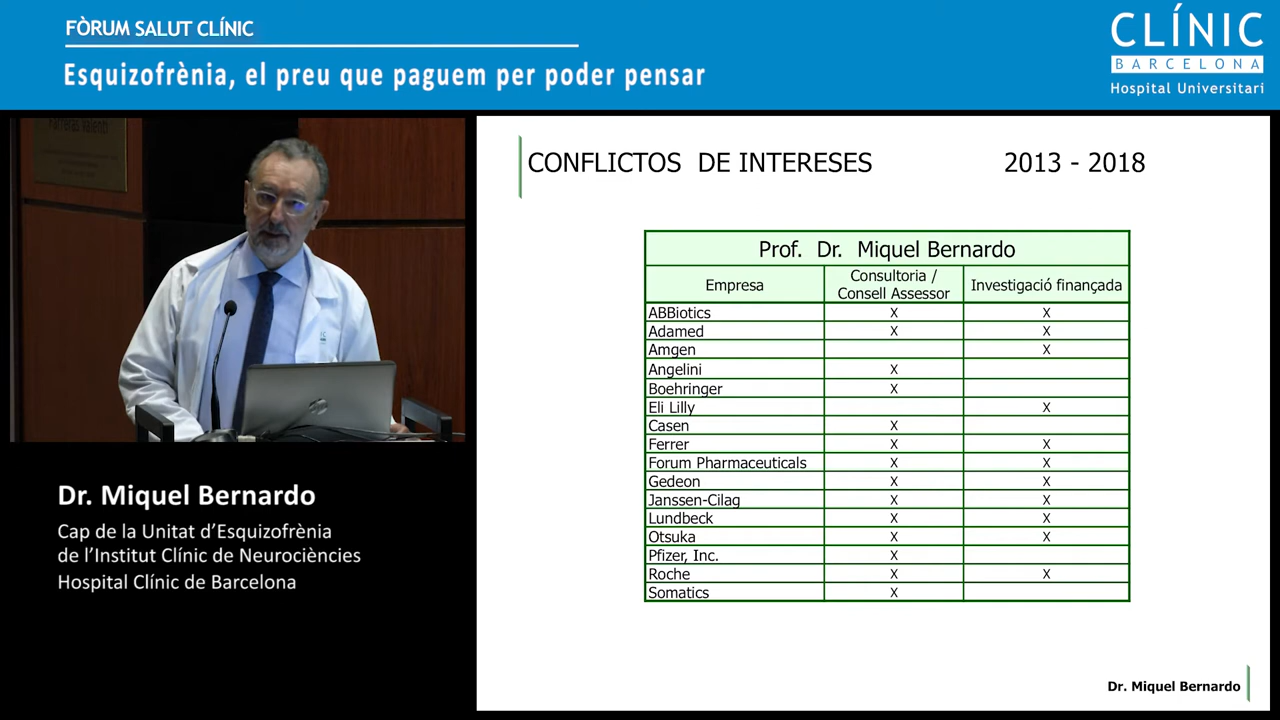 FÒRUM SALUT CLÍNIC
Esquizofrènia, el preu que paguem per poder pensar
CLÍNIC
BARCELONA
Hospital Universitari
CONFLICTOS DE INTERESES 2013 - 2018
Prof. Dr. Miquel Bernardo
Empresa Consultoria / Consell Assessor Investigació finançada
ABBiotics X X
Adamed X X
Amgen X
Angelini X
Boehringer X
Eli Lilly X
Casen X
Ferrer X X
Forum Pharmaceuticals X X
Gedeon X X
Janssen-Cilag X X
Lundbeck X X
Otsuka X X
Pfizer, Inc. X
Roche X X
Somatics X
Dr. Miquel Bernardo
Dr. Miquel Bernardo
Cap de la Unitat d’Esquizofrènia
de l’Institut Clínic de Neurociències
Hospital Clínic de Barcelona